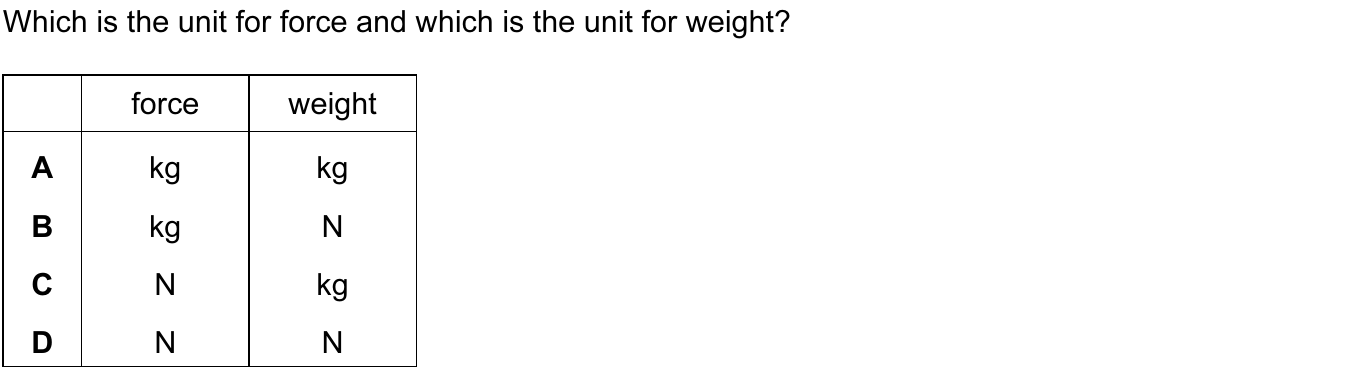 Which is the unit for force and which is the unit for weight?
force weight
A kg kg
B kg N
C N kg
D N N